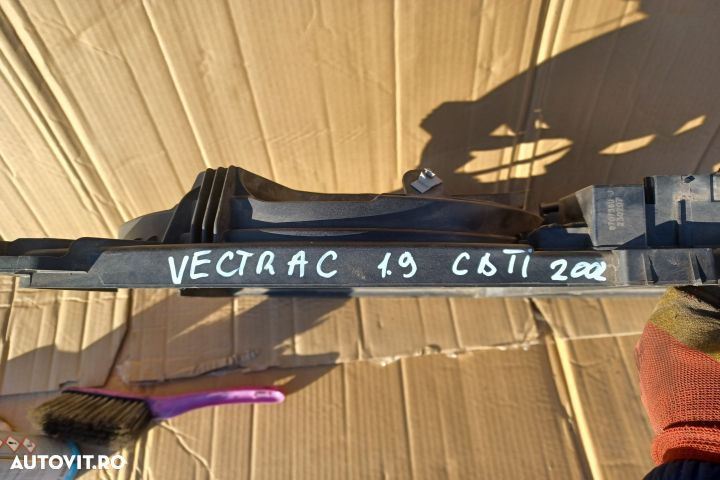 VECTRA C 1.9 CDTI 2002
AUTOVIT.RO